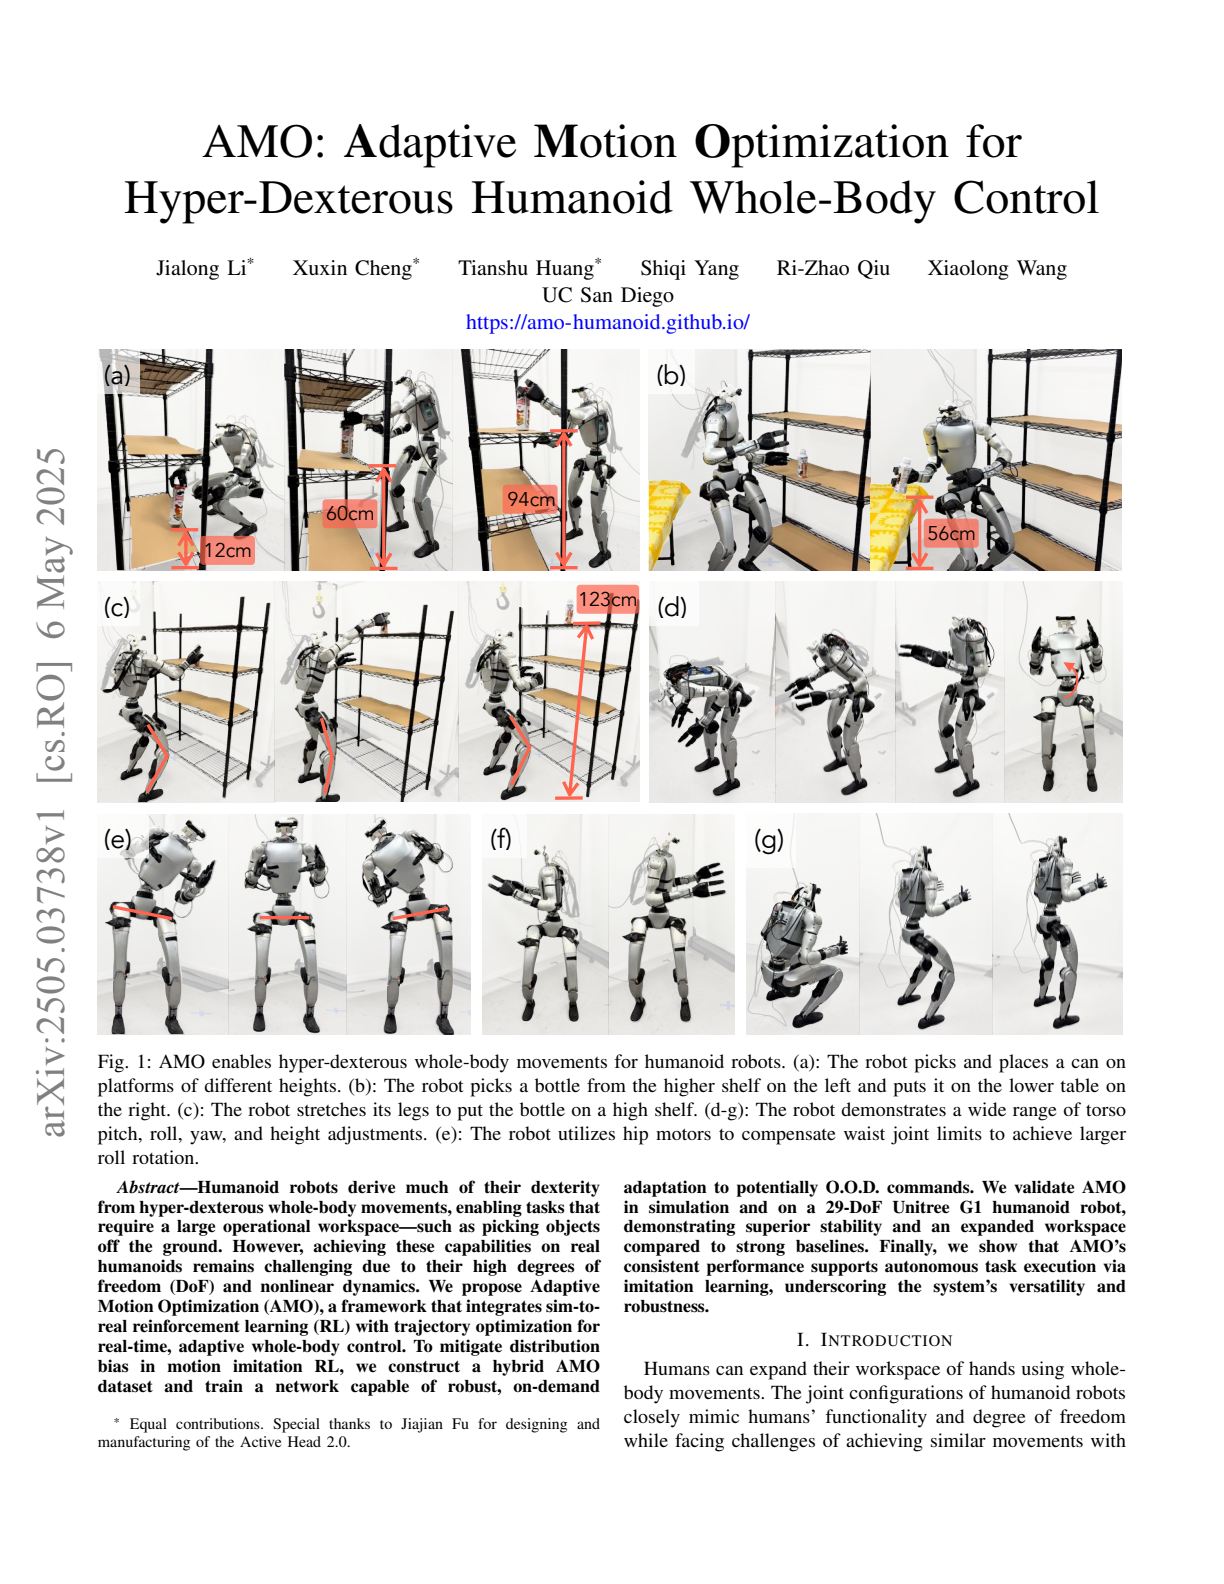 AMO: Adaptive Motion Optimization for
Hyper-Dexterous Humanoid Whole-Body Control
Jialong Li* Xuxin Cheng* Tianshu Huang* Shiqi Yang Ri-Zhao Qiu Xiaolong Wang
UC San Diego
https://amo-humanoid.github.io/
arXiv:2505.03738v1 [cs.RO] 6 May 2025
(a)
12cm
60cm
94cm
(b)
56cm
(c)
123cm
(d)
(e)
(f)
(g)
Fig. 1: AMO enables hyper-dexterous whole-body movements for humanoid robots. (a): The robot picks and places a can on
platforms of different heights. (b): The robot picks a bottle from the higher shelf on the left and puts it on the lower table on
the right. (c): The robot stretches its legs to put the bottle on a high shelf. (d-g): The robot demonstrates a wide range of torso
pitch, roll, yaw, and height adjustments. (e): The robot utilizes hip motors to compensate waist joint limits to achieve larger
roll rotation.
Abstract—Humanoid robots derive much of their dexterity
from hyper-dexterous whole-body movements, enabling tasks that
require a large operational workspace—such as picking objects
off the ground. However, achieving these capabilities on real
humanoids remains challenging due to their high degrees of
freedom (DoF) and nonlinear dynamics. We propose Adaptive
Motion Optimization (AMO), a framework that integrates sim-to-
real reinforcement learning (RL) with trajectory optimization for
real-time, adaptive whole-body control. To mitigate distribution
bias in motion imitation RL, we construct a hybrid AMO
dataset and train a network capable of robust, on-demand
* Equal contributions. Special thanks to Jiajian Fu for designing and
manufacturing of the Active Head 2.0.
adaptation to potentially O.O.D. commands. We validate AMO
in simulation and on a 29-DoF Unitree G1 humanoid robot,
demonstrating superior stability and an expanded workspace
compared to strong baselines. Finally, we show that AMO's
consistent performance supports autonomous task execution via
imitation learning, underscoring the system's versatility and
robustness.
I. INTRODUCTION
Humans can expand their workspace of hands using whole-
body movements. The joint configurations of humanoid robots
closely mimic humans' functionality and degree of freedom
while facing challenges of achieving similar movements with